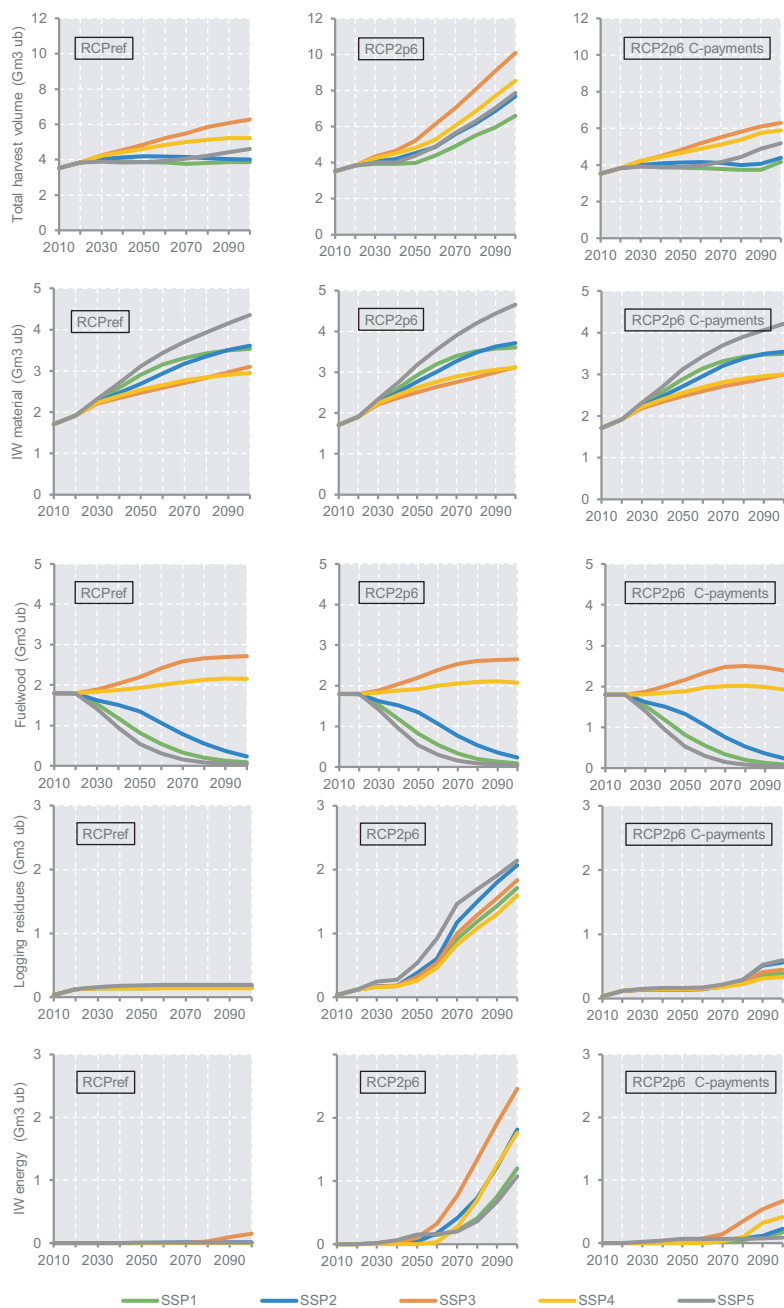 12 12 12
RCPref RCP2p6 RCP2p6 C-payments
10 10 10
8 8 8
6 6 6
4 4 4
2 2 2
0 0 0
Total harvest volume (Gm3 ub)
2010 2030 2050 2070 2090 2010 2030 2050 2070 2090 2010 2030 2050 2070 2090
5 5 5
RCPref RCP2p6 RCP2p6 C-payments
4 4 4
3 3 3
2 2 2
1 1 1
0 0 0
IW material (Gm3 ub)
2010 2030 2050 2070 2090 2010 2030 2050 2070 2090 2010 2030 2050 2070 2090
5 5 5
RCPref RCP2p6 RCP2p6 C-payments
4 4 4
3 3 3
2 2 2
1 1 1
0 0 0
Fuelwood (Gm3 ub)
2010 2030 2050 2070 2090 2010 2030 2050 2070 2090 2010 2030 2050 2070 2090
3 3 3
RCPref RCP2p6 RCP2p6 C-payments
2 2 2
1 1 1
0 0 0
Logging residues (Gm3 ub)
2010 2030 2050 2070 2090 2010 2030 2050 2070 2090 2010 2030 2050 2070 2090
3 3 3
RCPref RCP2p6 RCP2p6 C-payments
2 2 2
1 1 1
0 0 0
IW energy (Gm3 ub)
2010 2030 2050 2070 2090 2010 2030 2050 2070 2090 2010 2030 2050 2070 2090
SSP1 SSP2 SSP3 SSP4 SSP5